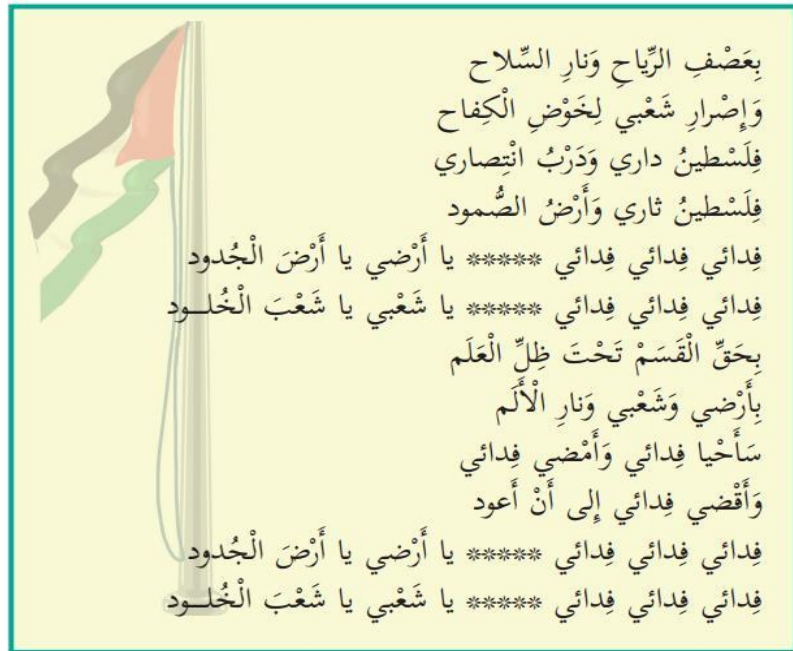 بِعَصْفِ الرِّياحِ وَنارِ السِّلاح
وَإِصْرارِ شَعْبي لِخَوْضِ الْكِفاح
فِلَسْطينُ داري وَدَرْبُ انْتِصاري
فِلَسْطينُ ثاري وَأَرْضُ الصُّمود
فِدائي فِدائي فِدائي ***** يا أَرْضي يا أَرْضَ الْجُدود
فِدائي فِدائي فِدائي ***** يا شَعْبي يا شَعْبَ الْخُلــود
بِحَقِّ الْقَسَمْ تَحْتَ ظِلِّ الْعَلَم
بِأَرْضي وَشَعْبي وَنارِ الْأَلَم
سَأَحْيا فِدائي وَأَمْضي فِدائي
وَأَقْضي فِدائي إِلى أَنْ أَعود
فِدائي فِدائي فِدائي ***** يا أَرْضي يا أَرْضَ الْجُدود
فِدائي فِدائي فِدائي ***** يا شَعْبي يا شَعْبَ الْخُلــود